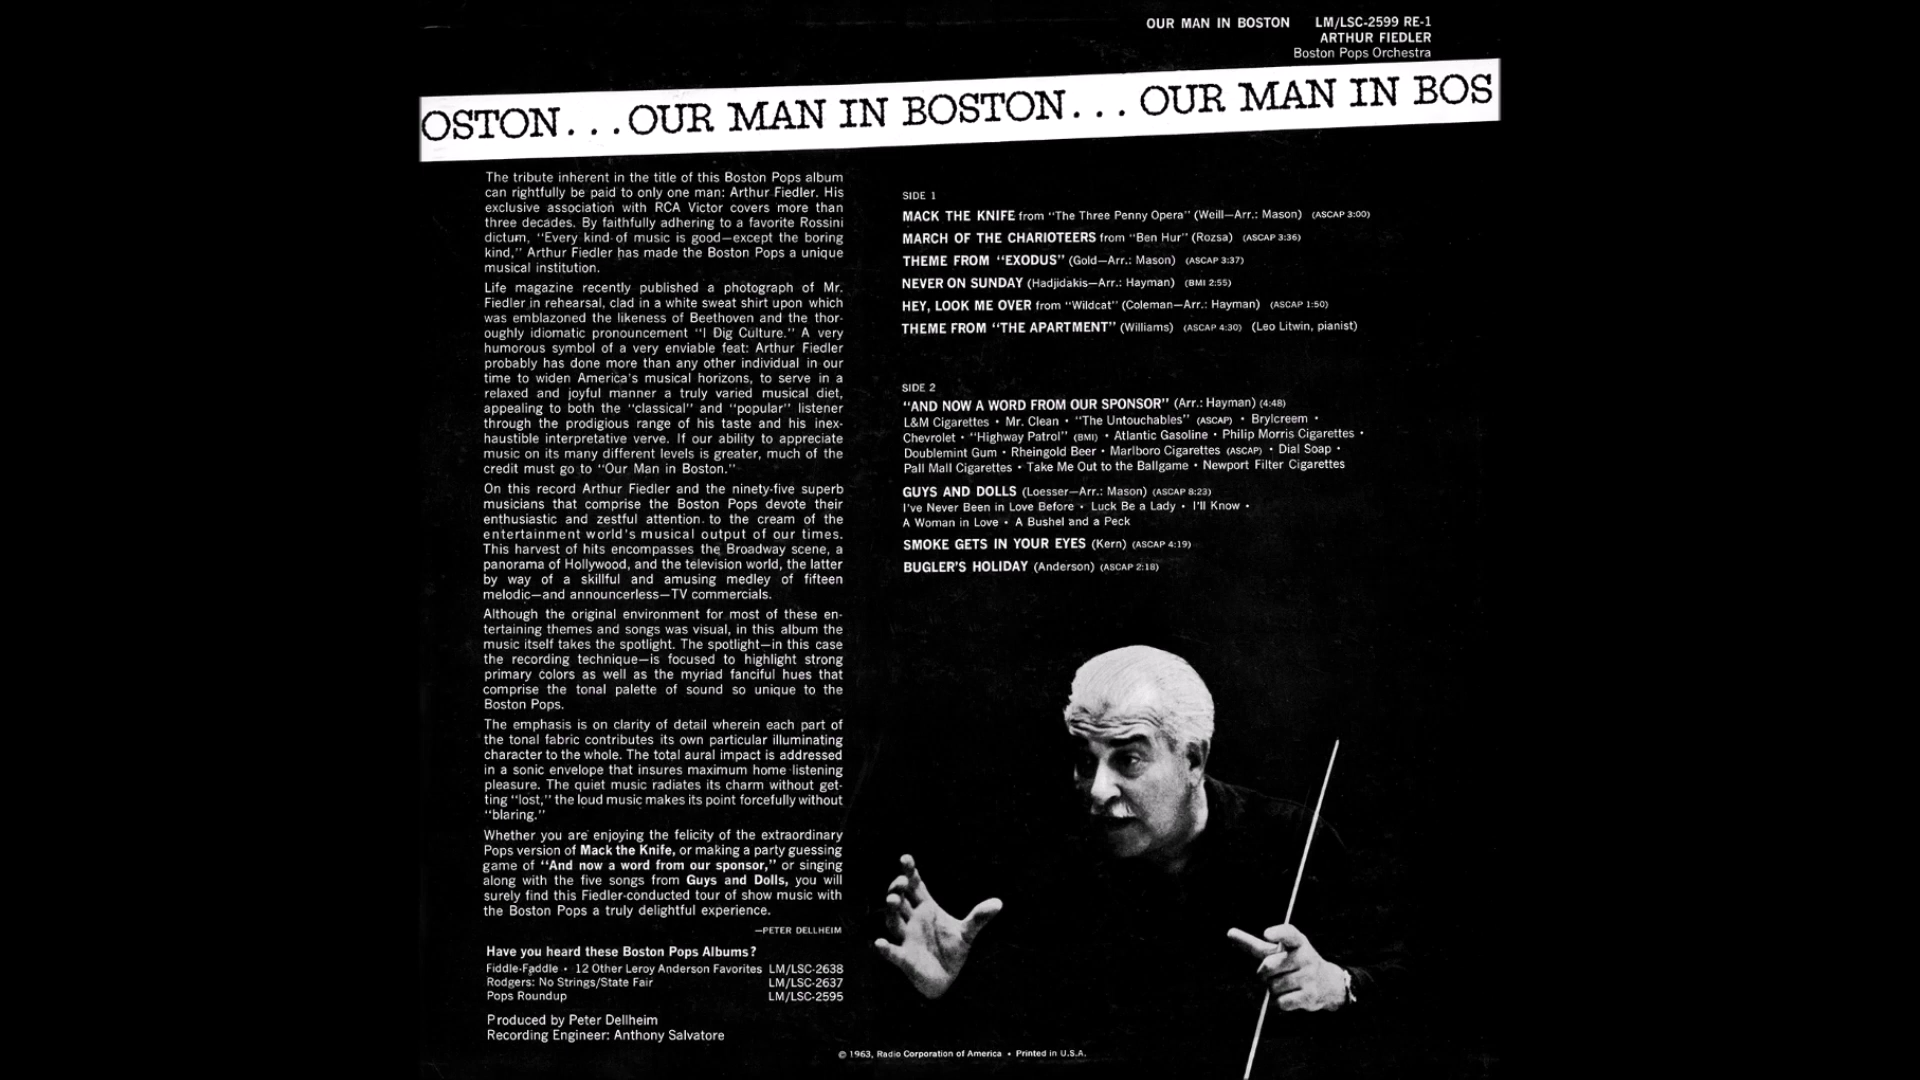 OUR MAN IN BOSTON LM/LSC-2599 RE-1
ARTHUR FIEDLER
Boston Pops Orchestra
OSTON...OUR MAN IN BOSTON...OUR MAN IN BOS
The tribute inherent in the title of this Boston Pops album
can rightfully be paid to only one man: Arthur Fiedler. His
exclusive association with RCA Victor covers more than
three decades. By faithfully adhering to a favorite Rossini
dictum, "Every kind of music is good—except the boring
kind," Arthur Fiedler has made the Boston Pops a unique
musical institution.
Life magazine recently published a photograph of Mr.
Fiedler in rehearsal, clad in a white sweat shirt upon which
was emblazoned the likeness of Beethoven and the thor-
oughly idiomatic pronouncement "I Dig Culture." A very
humorous symbol of a very enviable feat: Arthur Fiedler
probably has done more than any other individual in our
time to widen America's musical horizons, to serve in a
relaxed and joyful manner a truly varied musical diet,
appealing to both the "classical" and "popular" listener
through the prodigious range of his taste and his inex-
haustible interpretative verve. If our ability to appreciate
music on its many different levels is greater, much of the
credit must go to "Our Man in Boston."
On this record Arthur Fiedler and the ninety-five superb
musicians that comprise the Boston Pops devote their
enthusiastic and zestful attention to the cream of the
entertainment world's musical output of our times.
This harvest of hits encompasses the Broadway scene, a
panorama of Hollywood, and the television world, the latter
by way of a skillful and amusing medley of fifteen
melodic—and announcerless—TV commercials.
Although the original environment for most of these en-
tertaining themes and songs was visual, in this album the
music itself takes the spotlight. The spotlight—in this case
the recording technique—is focused to highlight strong
primary colors as well as the myriad fanciful hues that
comprise the tonal palette of sound so unique to the
Boston Pops.
The emphasis is on clarity of detail wherein each part of
the tonal fabric contributes its own particular illuminating
character to the whole. The total aural impact is addressed
in a sonic envelope that insures maximum home listening
pleasure. The quiet music radiates its charm without get-
ting "lost," the loud music makes its point forcefully without
"blaring."
Whether you are enjoying the felicity of the extraordinary
Pops version of Mack the Knife, or making a party guessing
game of "And now a word from our sponsor," or singing
along with the five songs from Guys and Dolls, you will
surely find this Fiedler-conducted tour of show music with
the Boston Pops a truly delightful experience.
—PETER DELLHEIM
Have you heard these Boston Pops Albums?
Fiddle-Faddle • 12 Other Leroy Anderson Favorites LM/LSC-2638
Rodgers: No Strings/State Fair LM/LSC-2637
Pops Roundup LM/LSC-2595
Produced by Peter Dellheim
Recording Engineer: Anthony Salvatore
SIDE 1
MACK THE KNIFE from "The Three Penny Opera" (Weill—Arr.: Mason) (ASCAP 3:00)
MARCH OF THE CHARIOTEERS from "Ben Hur" (Rozsa) (ASCAP 3:36)
THEME FROM "EXODUS" (Gold—Arr.: Mason) (ASCAP 3:37)
NEVER ON SUNDAY (Hadjidakis—Arr.: Hayman) (BMI 2:55)
HEY, LOOK ME OVER from "Wildcat" (Coleman—Arr.: Hayman) (ASCAP 1:50)
THEME FROM "THE APARTMENT" (Williams) (ASCAP 4:30) (Leo Litwin, pianist)
SIDE 2
"AND NOW A WORD FROM OUR SPONSOR" (Arr.: Hayman) (4:48)
L&M Cigarettes • Mr. Clean • "The Untouchables" (ASCAP) • Brylcreem •
Chevrolet • "Highway Patrol" (BMI) • Atlantic Gasoline • Philip Morris Cigarettes •
Doublemint Gum • Rheingold Beer • Marlboro Cigarettes (ASCAP) • Dial Soap •
Pall Mall Cigarettes • Take Me Out to the Ballgame • Newport Filter Cigarettes
GUYS AND DOLLS (Loesser—Arr.: Mason) (ASCAP 8:23)
I've Never Been in Love Before • Luck Be a Lady • I'll Know •
A Woman in Love • A Bushel and a Peck
SMOKE GETS IN YOUR EYES (Kern) (ASCAP 4:19)
BUGLER'S HOLIDAY (Anderson) (ASCAP 2:18)
© 1963, Radio Corporation of America • Printed in U.S.A.